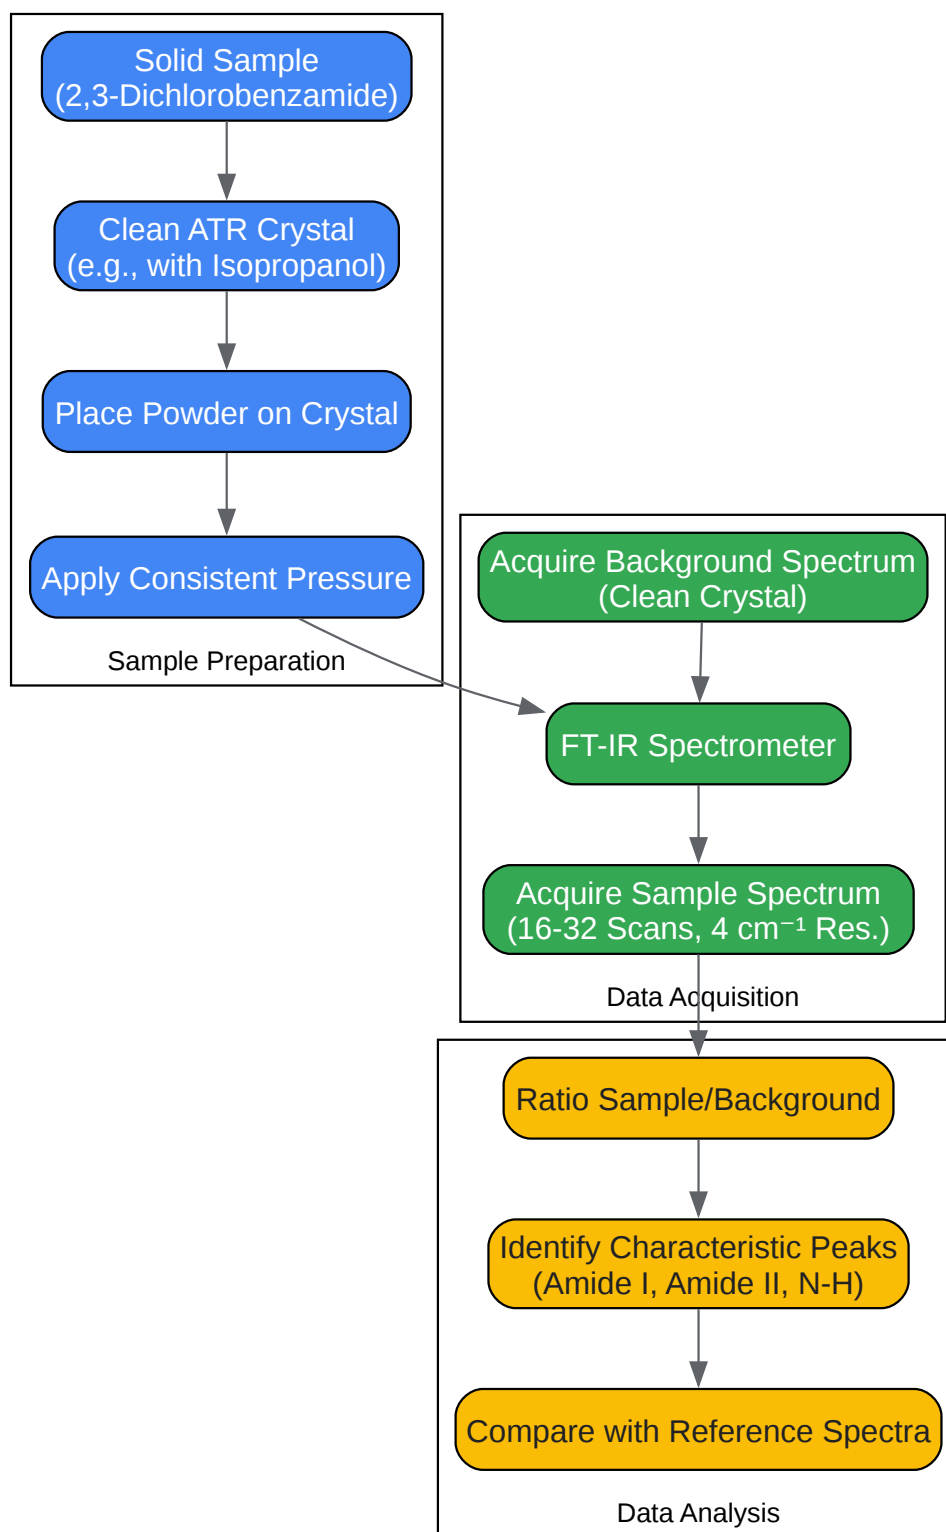 Solid Sample
(2,3-Dichlorobenzamide)
Clean ATR Crystal
(e.g., with Isopropanol)
Place Powder on Crystal
Apply Consistent Pressure
Sample Preparation
Acquire Background Spectrum
(Clean Crystal)
FT-IR Spectrometer
Acquire Sample Spectrum
(16-32 Scans, 4 cm⁻¹ Res.)
Data Acquisition
Ratio Sample/Background
Identify Characteristic Peaks
(Amide I, Amide II, N-H)
Compare with Reference Spectra
Data Analysis